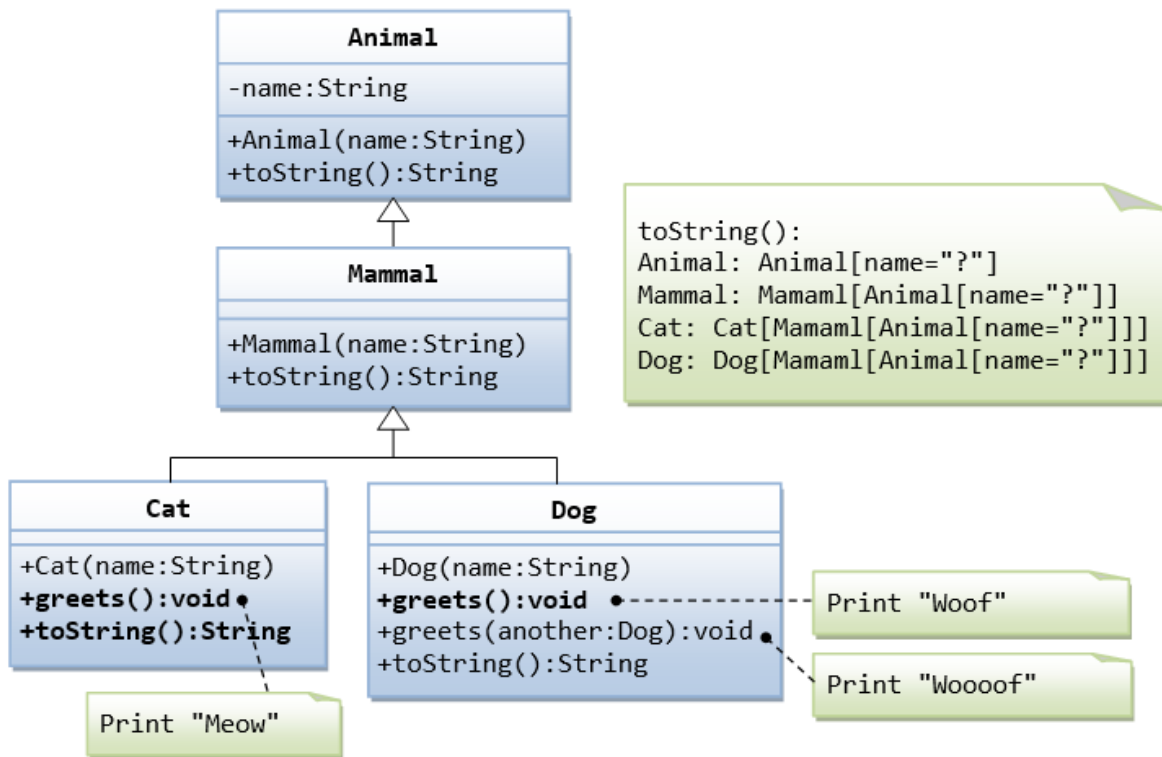 Animal
-name:String
+Animal(name:String)
+toString():String
toString():
Animal: Animal[name="?"]
Mammal: Mamaml[Animal[name="?"]]
Cat: Cat[Mamaml[Animal[name="?"]]]
Dog: Dog[Mamaml[Animal[name="?"]]]
Mammal
+Mammal(name:String)
+toString():String
Cat
+Cat(name:String)
+greets():void
+toString():String
Print "Meow"
Dog
+Dog(name:String)
+greets():void
+greets(another:Dog):void
+toString():String
Print "Woof"
Print "Woooof"